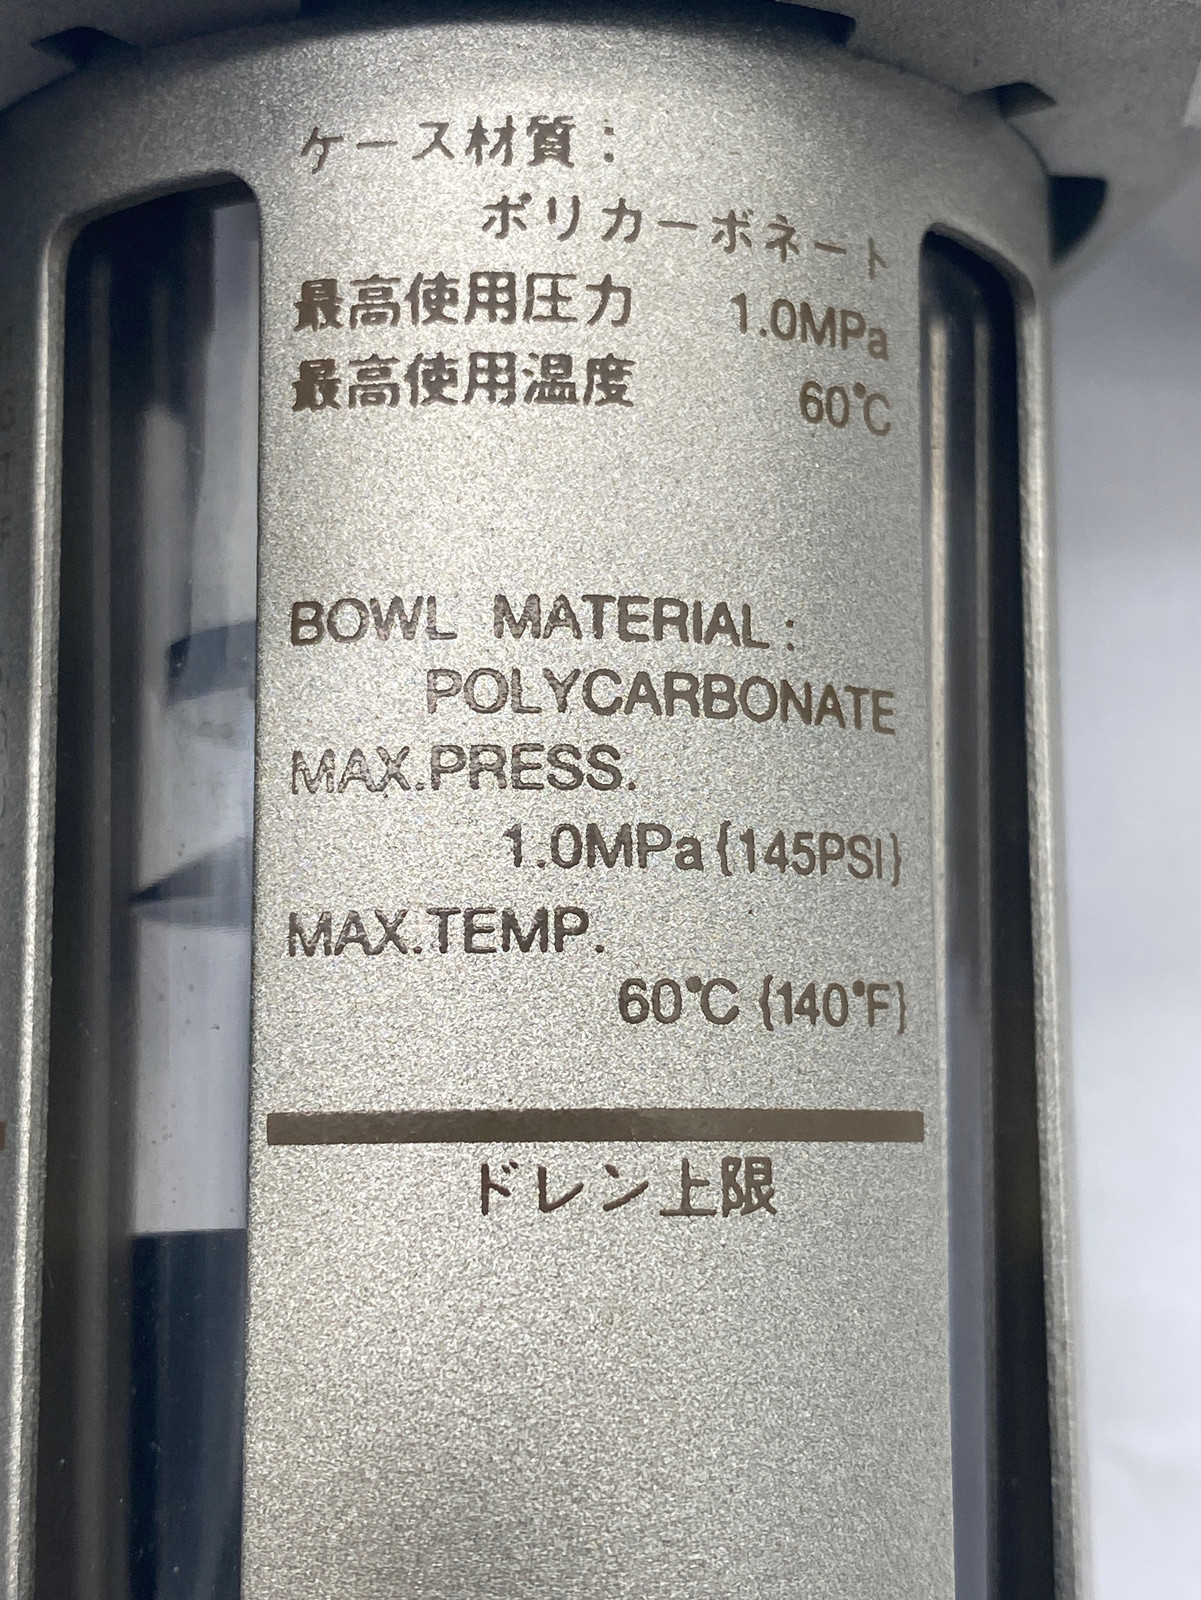 ケース材質:
ポリカーボネート
最高使用圧力 1.0MPa
最高使用温度 60℃
BOWL MATERIAL:
POLYCARBONATE
MAX.PRESS.
1.0MPa{145PSI}
MAX.TEMP.
60℃{140°F}
ドレン上限